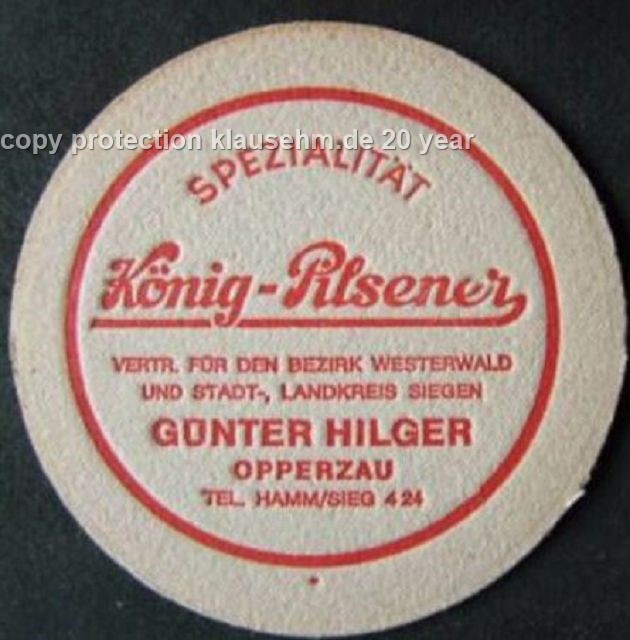 copy protection klausehm.de 20 year
SPEZIALITÄT
König-Pilsener
VERTR. FÜR DEN BEZIRK WESTERWALD
UND STADT-, LANDKREIS SIEGEN
GÜNTER HILGER
OPPERZAU
TEL. HAMM/SIEG 424